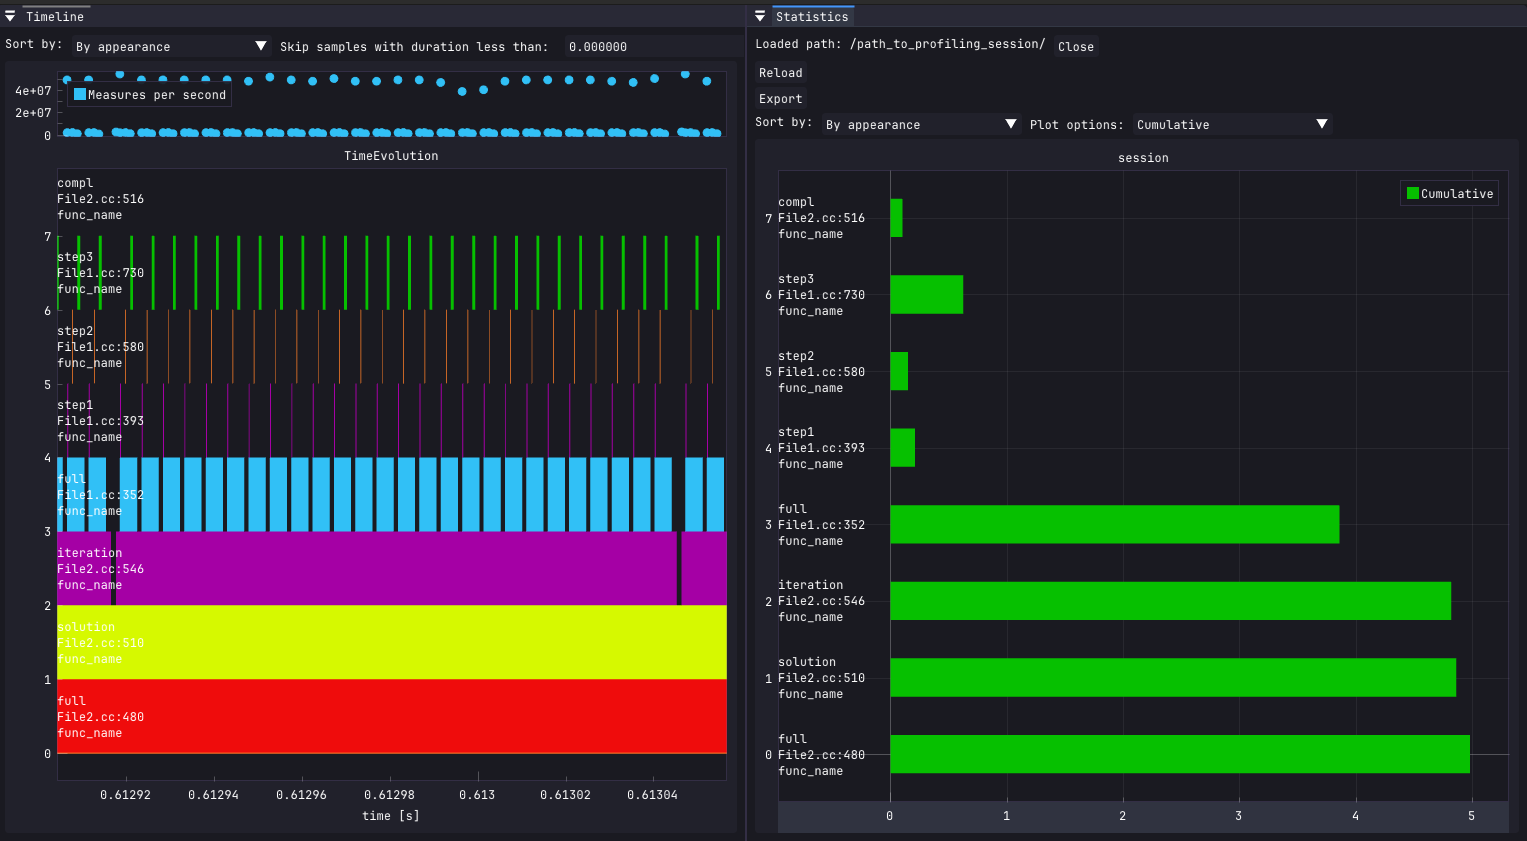 Timeline
Sort by: By appearance Skip samples with duration less than: 0.000000
4e+07
2e+07
0
Measures per second
TimeEvolution
compl
File2.cc:516
func_name
7
step3
File1.cc:730
func_name
6
step2
File1.cc:580
func_name
5
step1
File1.cc:393
func_name
4
full
File1.cc:352
func_name
3
iteration
File2.cc:546
func_name
2
solution
File2.cc:510
func_name
1
full
File2.cc:480
func_name
0
0.61292 0.61294 0.61296 0.61298 0.613 0.61302 0.61304
time [s]
Statistics
Loaded path: /path_to_profiling_session/ Close
Reload
Export
Sort by: By appearance Plot options: Cumulative
session
Cumulative
compl
7 File2.cc:516
func_name
step3
6 File1.cc:730
func_name
step2
5 File1.cc:580
func_name
step1
4 File1.cc:393
func_name
full
3 File1.cc:352
func_name
iteration
2 File2.cc:546
func_name
solution
1 File2.cc:510
func_name
full
0 File2.cc:480
func_name
0 1 2 3 4 5